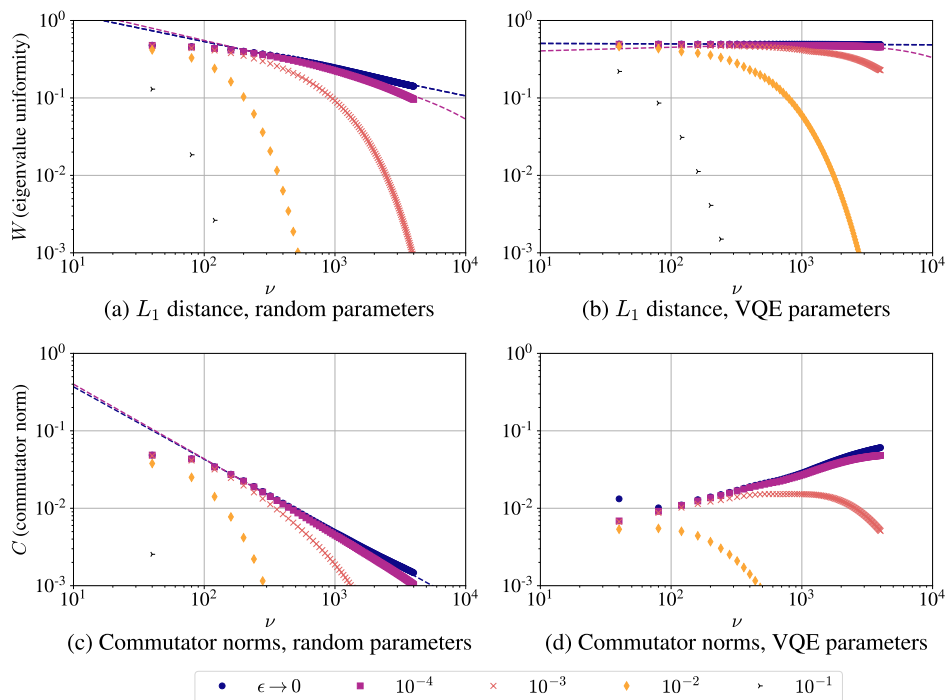 W (eigenvalue uniformity)
10^0
10^-1
10^-2
10^-3
10^1 10^2 10^3 10^4
ν
(a) L_1 distance, random parameters
10^0
10^-1
10^-2
10^-3
10^1 10^2 10^3 10^4
ν
(b) L_1 distance, VQE parameters
C (commutator norm)
10^0
10^-1
10^-2
10^-3
10^1 10^2 10^3 10^4
ν
(c) Commutator norms, random parameters
10^0
10^-1
10^-2
10^-3
10^1 10^2 10^3 10^4
ν
(d) Commutator norms, VQE parameters
ϵ → 0 10^-4 10^-3 10^-2 10^-1